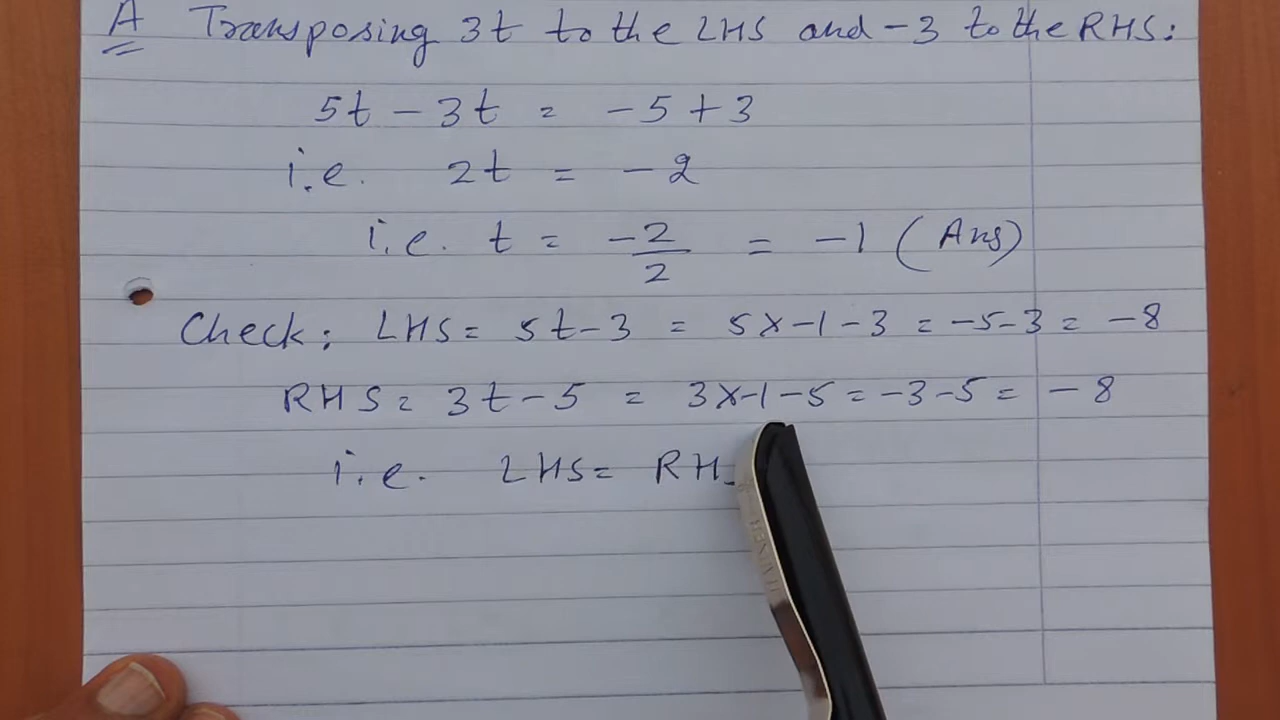 A Transposing 3t to the LHS and -3 to the RHS:
5t - 3t = -5 + 3
i.e. 2t = -2
i.e. t = -2/2 = -1 (Ans)
Check: LHS = 5t - 3 = 5 x -1 - 3 = -5 - 3 = -8
RHS = 3t - 5 = 3 x -1 - 5 = -3 - 5 = -8
i.e. LHS = RH